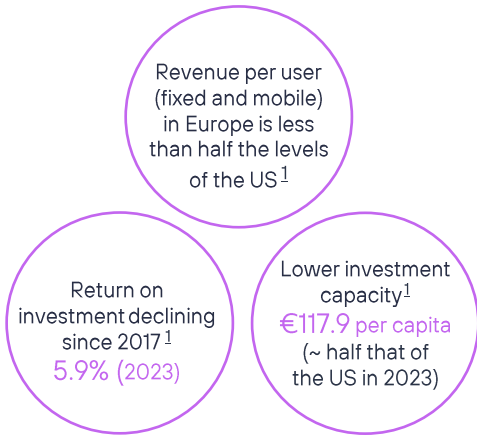 Revenue per user
(fixed and mobile)
in Europe is less
than half the levels
of the US 1
Return on
investment declining
since 2017 1
5.9% (2023)
Lower investment
capacity1
€117.9 per capita
(~ half that of
the US in 2023)